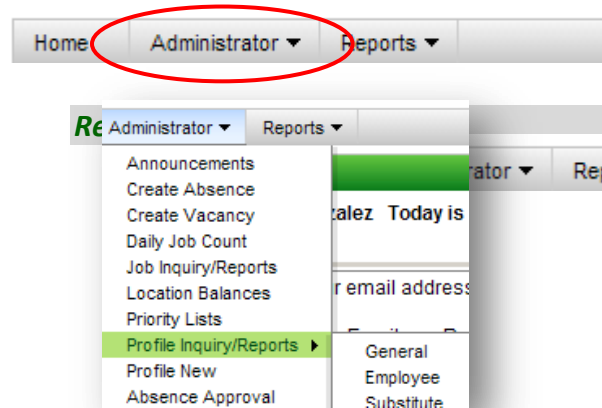 Home Administrator ▼ Reports ▼
Re
Administrator ▼ Reports ▼
rator ▼ Rep
Announcements
Create Absence
Create Vacancy
zalez Today is
Daily Job Count
Job Inquiry/Reports
Location Balances
r email address
Priority Lists
Profile Inquiry/Reports ▶
General
Profile New
Employee
Absence Approval
Substitute